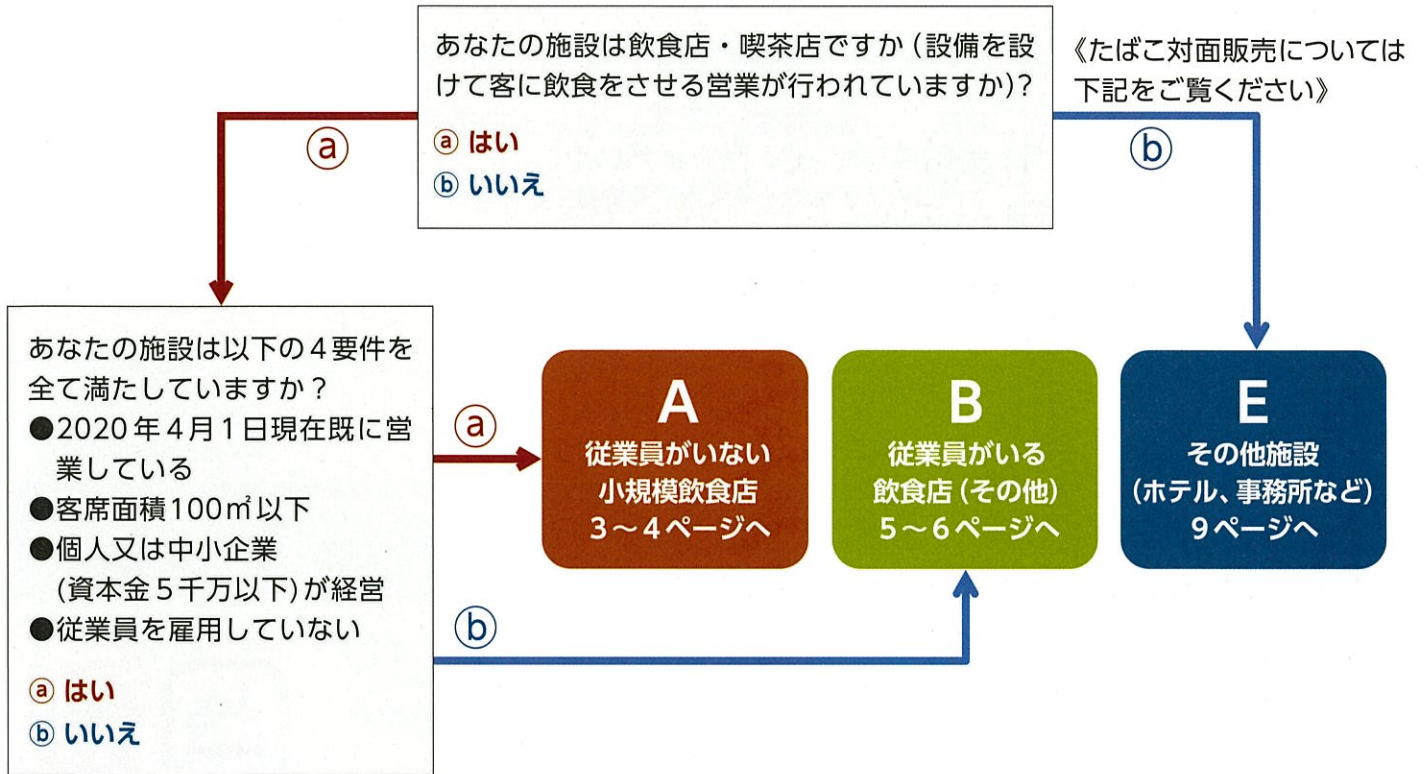 あなたの施設は飲食店・喫茶店ですか（設備を設
けて客に飲食をさせる営業が行われていますか）？
ⓐ はい
ⓑ いいえ
《たばこ対面販売については
下記をご覧ください》
ⓐ
ⓑ
あなたの施設は以下の４要件を
全て満たしていますか？
●2020年４月１日現在既に営
業している
●客席面積100㎡以下
●個人又は中小企業
(資本金５千万以下)が経営
●従業員を雇用していない
ⓐ はい
ⓑ いいえ
ⓐ
ⓑ
A
従業員がいない
小規模飲食店
３～４ページへ
B
従業員がいる
飲食店（その他）
５～６ページへ
E
その他施設
（ホテル、事務所など）
９ページへ